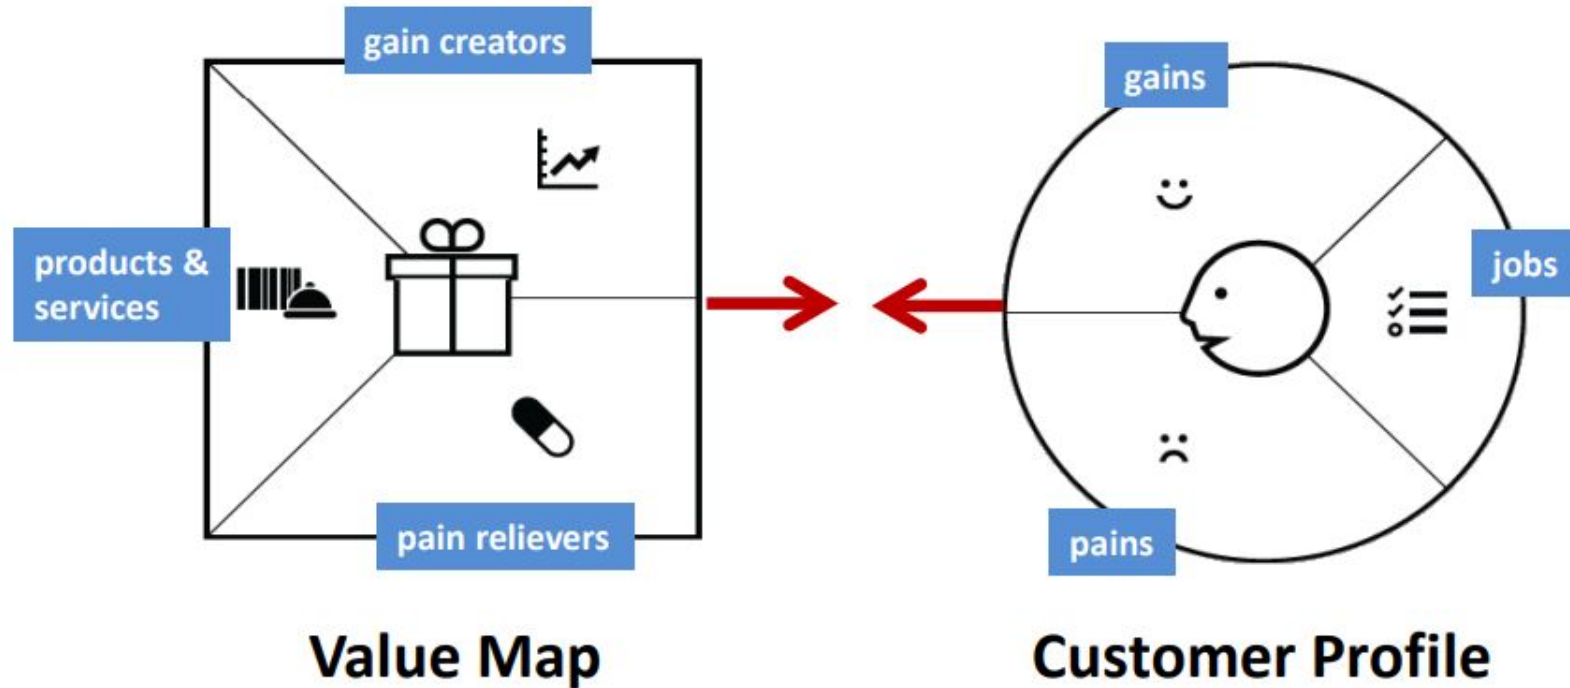 gain creators
products &
services
pain relievers
Value Map
gains
jobs
pains
Customer Profile